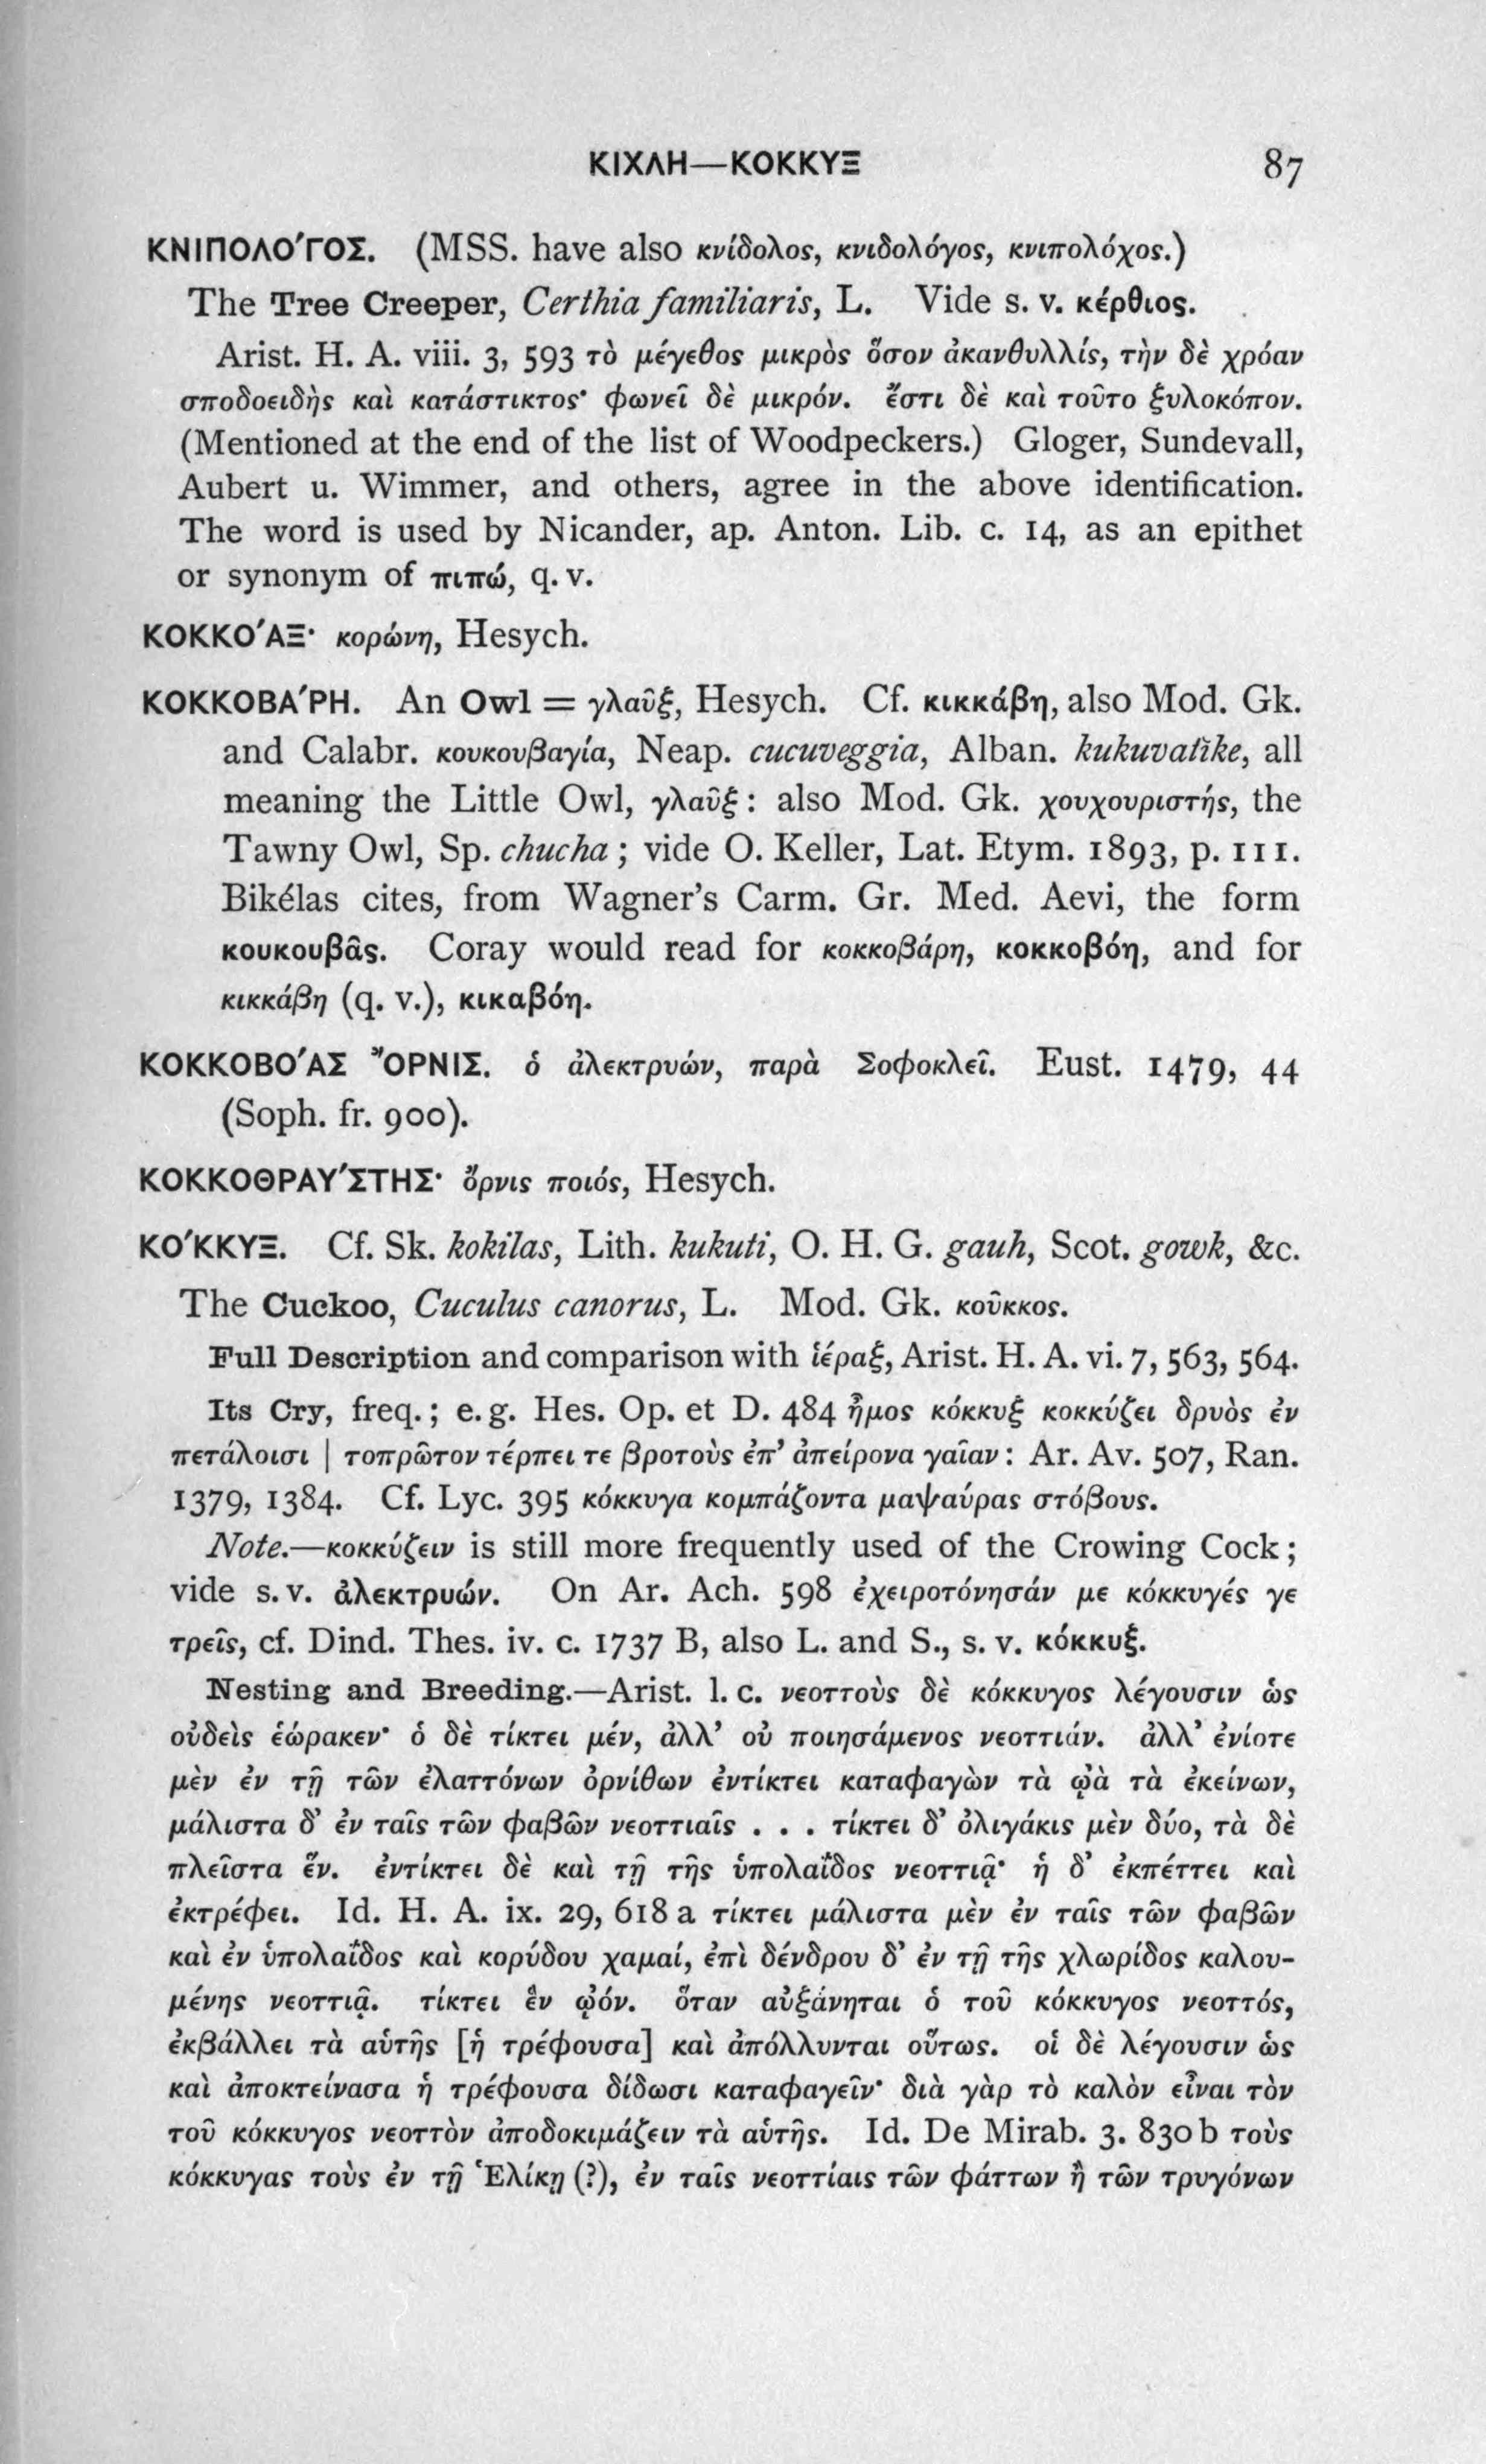 ΚΙΧΛΗ—ΚΟΚΚΥΞ 87
ΚΝΙΠΟΛΟ'ΓΟΣ. (MSS. have also κνίδολος, κνιδολόγος, κνιπολόχος.)
The Tree Creeper, Certhia familiaris, L. Vide s. v. κέρθιος.
Arist. H. A. viii. 3, 593 τὸ μέγεθος μικρὸς ὅσον ἀκανθυλλίς, τὴν δὲ χρόαν
σποδοειδὴς καὶ κατάστικτος· φωνεῖ δὲ μικρόν. ἔστι δὲ καὶ τοῦτο ξυλοκόπον.
(Mentioned at the end of the list of Woodpeckers.) Gloger, Sundevall,
Aubert u. Wimmer, and others, agree in the above identification.
The word is used by Nicander, ap. Anton. Lib. c. 14, as an epithet
or synonym of πιπώ, q. v.
ΚΟΚΚΟ'ΑΞ· κορώνη, Hesych.
ΚΟΚΚΟΒΑ'ΡΗ. An Owl = γλαῦξ, Hesych. Cf. κικκάβη, also Mod. Gk.
and Calabr. κουκουβαγία, Neap. cucuveggia, Alban. kukuvatìke, all
meaning the Little Owl, γλαῦξ: also Mod. Gk. χουχουριστής, the
Tawny Owl, Sp. chucha; vide O. Keller, Lat. Etym. 1893, p. 111.
Bikélas cites, from Wagner's Carm. Gr. Med. Aevi, the form
κουκουβᾶς. Coray would read for κοκκοβάρη, κοκκοβόη, and for
κικκάβη (q. v.), κικαβόη.
ΚΟΚΚΟΒΟ'ΑΣ ὌΡΝΙΣ. ὁ ἀλεκτρυών, παρὰ Σοφοκλεῖ. Eust. 1479, 44
(Soph. fr. 900).
ΚΟΚΚΟΘΡΑΥ'ΣΤΗΣ· ὄρνις ποιός, Hesych.
ΚΟ'ΚΚΥΞ. Cf. Sk. kokilas, Lith. kukuti, O. H. G. gauh, Scot. gowk, &c.
The Cuckoo, Cuculus canorus, L. Mod. Gk. κοῦκκος.
Full Description and comparison with ἱέραξ, Arist. H. A. vi. 7, 563, 564.
Its Cry, freq.; e. g. Hes. Op. et D. 484 ἦμος κόκκυξ κοκκύζει δρυὸς ἐν
πετάλοισι | τοπρῶτον τέρπει τε βροτοὺς ἐπ' ἀπείρονα γαῖαν: Ar. Av. 507, Ran.
1379, 1384. Cf. Lyc. 395 κόκκυγα κομπάζοντα μαψαύρας στόβους.
Note.—κοκκύζειν is still more frequently used of the Crowing Cock;
vide s. v. ἀλεκτρυών. On Ar. Ach. 598 ἐχειροτόνησάν με κόκκυγές γε
τρεῖς, cf. Dind. Thes. iv. c. 1737 B, also L. and S., s. v. κόκκυξ.
Nesting and Breeding.—Arist. l. c. νεοττοὺς δὲ κόκκυγος λέγουσιν ὡς
οὐδεὶς ἑώρακεν· ὁ δὲ τίκτει μέν, ἀλλ' οὐ ποιησάμενος νεοττιάν. ἀλλ' ἐνίοτε
μὲν ἐν τῇ τῶν ἐλαττόνων ὀρνίθων ἐντίκτει καταφαγὼν τὰ ᾠὰ τὰ ἐκείνων,
μάλιστα δ' ἐν ταῖς τῶν φαβῶν νεοττιαῖς . . . τίκτει δ' ὀλιγάκις μὲν δύο, τὰ δὲ
πλεῖστα ἕν. ἐντίκτει δὲ καὶ τῇ τῆς ὑπολαΐδος νεοττιᾷ· ἡ δ' ἐκπέττει καὶ
ἐκτρέφει. Id. H. A. ix. 29, 618 a τίκτει μάλιστα μὲν ἐν ταῖς τῶν φαβῶν
καὶ ἐν ὑπολαΐδος καὶ κορύδου χαμαί, ἐπὶ δένδρου δ' ἐν τῇ τῆς χλωρίδος καλου-
μένης νεοττιᾷ. τίκτει ἓν ᾠόν. ὅταν αὐξάνηται ὁ τοῦ κόκκυγος νεοττός,
ἐκβάλλει τὰ αὑτῆς [ἡ τρέφουσα] καὶ ἀπόλλυνται οὕτως. οἱ δὲ λέγουσιν ὡς
καὶ ἀποκτείνασα ἡ τρέφουσα δίδωσι καταφαγεῖν· διὰ γὰρ τὸ καλὸν εἶναι τὸν
τοῦ κόκκυγος νεοττὸν ἀποδοκιμάζειν τὰ αὑτῆς. Id. De Mirab. 3. 830 b τοὺς
κόκκυγας τοὺς ἐν τῇ Ἑλίκῃ (?), ἐν ταῖς νεοττίαις τῶν φάττων ἢ τῶν τρυγόνων